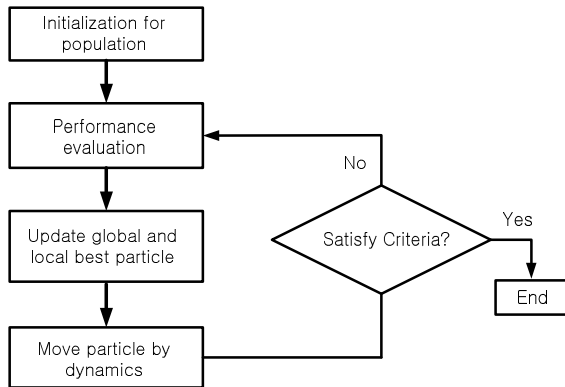 Initialization for
population
Performance
evaluation
Update global and
local best particle
Move particle by
dynamics
No
Satisfy Criteria?
Yes
End